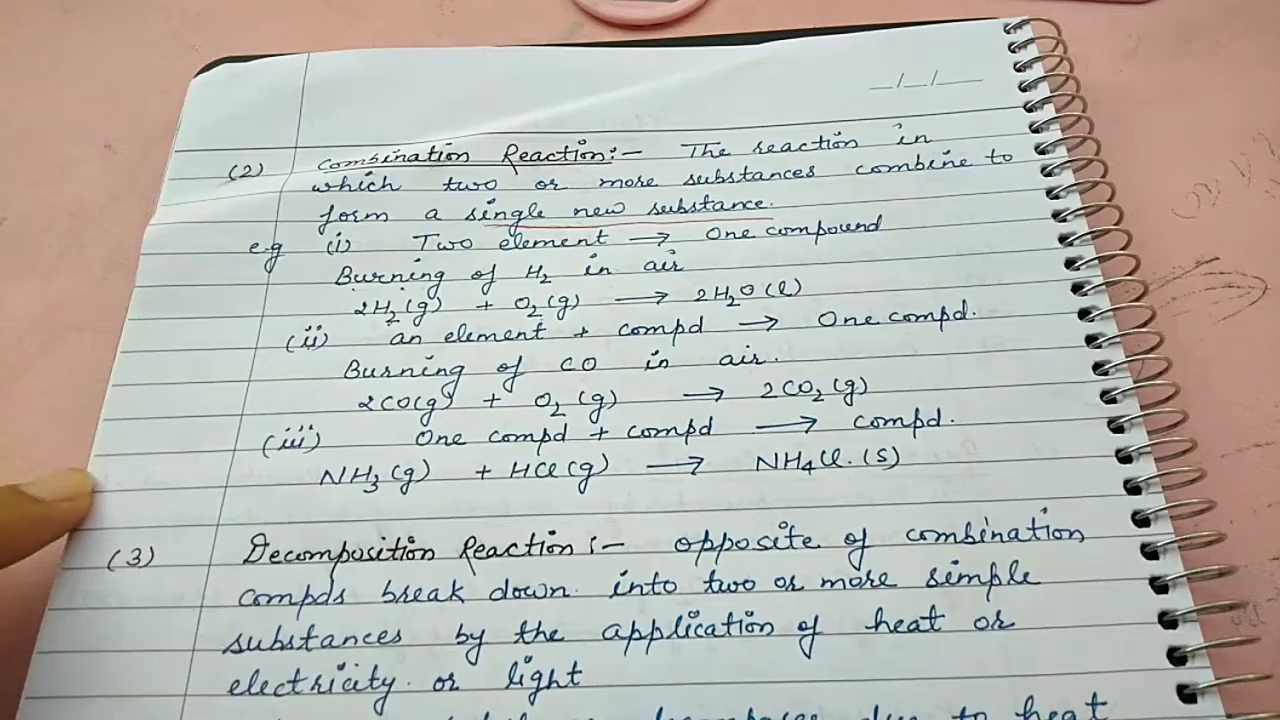 __/__/__
(2) Combination Reaction:- The reaction in
which two or more substances combine to
form a single new substance.
e.g (i) Two element → One compound
Burning of H₂ in air
2H₂(g) + O₂(g) → 2H₂O(l)
(ii) an element + compd → One compd.
Burning of CO in air.
2CO(g) + O₂(g) → 2CO₂(g)
(iii) One compd + compd → compd.
NH₃(g) + HCl(g) → NH₄Cl.(S)
(3) Decomposition Reaction:- opposite of combination
compds break down. into two or more simple
substances by the application of heat or
electricity. or light
due to heat